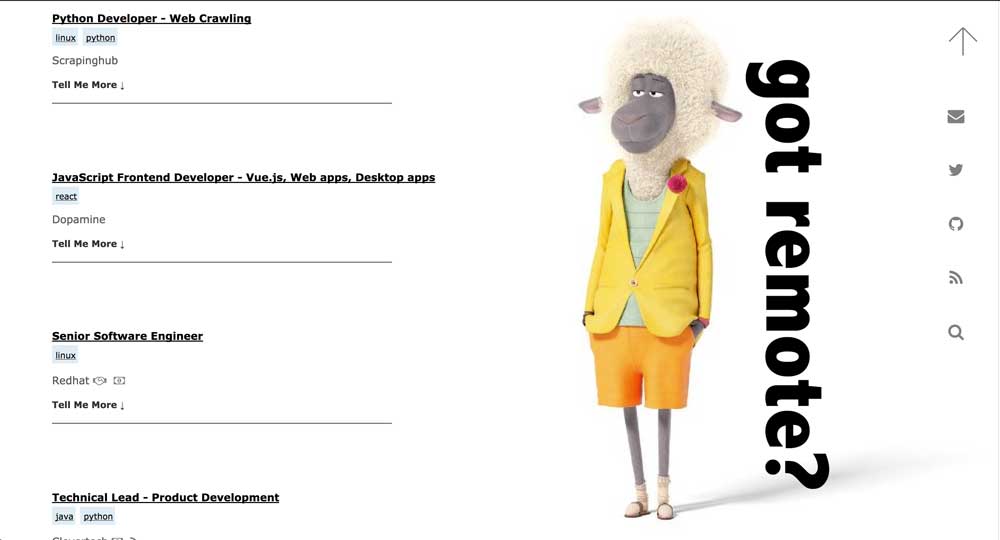 Python Developer - Web Crawling
linux python
Scrapinghub
Tell Me More ↓
JavaScript Frontend Developer - Vue.js, Web apps, Desktop apps
react
Dopamine
Tell Me More ↓
Senior Software Engineer
linux
Redhat
Tell Me More ↓
Technical Lead - Product Development
java python
got remote?